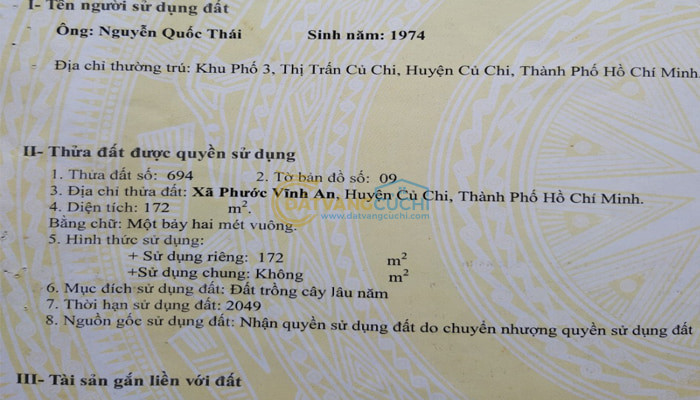 I- Tên người sử dụng đất
Ông: Nguyễn Quốc Thái Sinh năm: 1974
Địa chỉ thường trú: Khu Phố 3, Thị Trấn Củ Chi, Huyện Củ Chi, Thành Phố Hồ Chí Minh.
II- Thửa đất được quyền sử dụng
1. Thửa đất số: 694 2. Tờ bản đồ số: 09
3. Địa chỉ thửa đất: Xã Phước Vĩnh An, Huyện Củ Chi, Thành Phố Hồ Chí Minh.
4. Diện tích: 172 m².
ĐẤTVÀNGCỦCHI
www.datvangcuchi.com
Bằng chữ: Một bảy hai mét vuông.
5. Hình thức sử dụng:
+ Sử dụng riêng: 172 m²
+Sử dụng chung: Không m²
6. Mục đích sử dụng đất: Đất trồng cây lâu năm
7. Thời hạn sử dụng đất: 2049
8. Nguồn gốc sử dụng đất: Nhận quyền sử dụng đất do chuyển nhượng quyền sử dụng đất
III- Tài sản gắn liền với đất